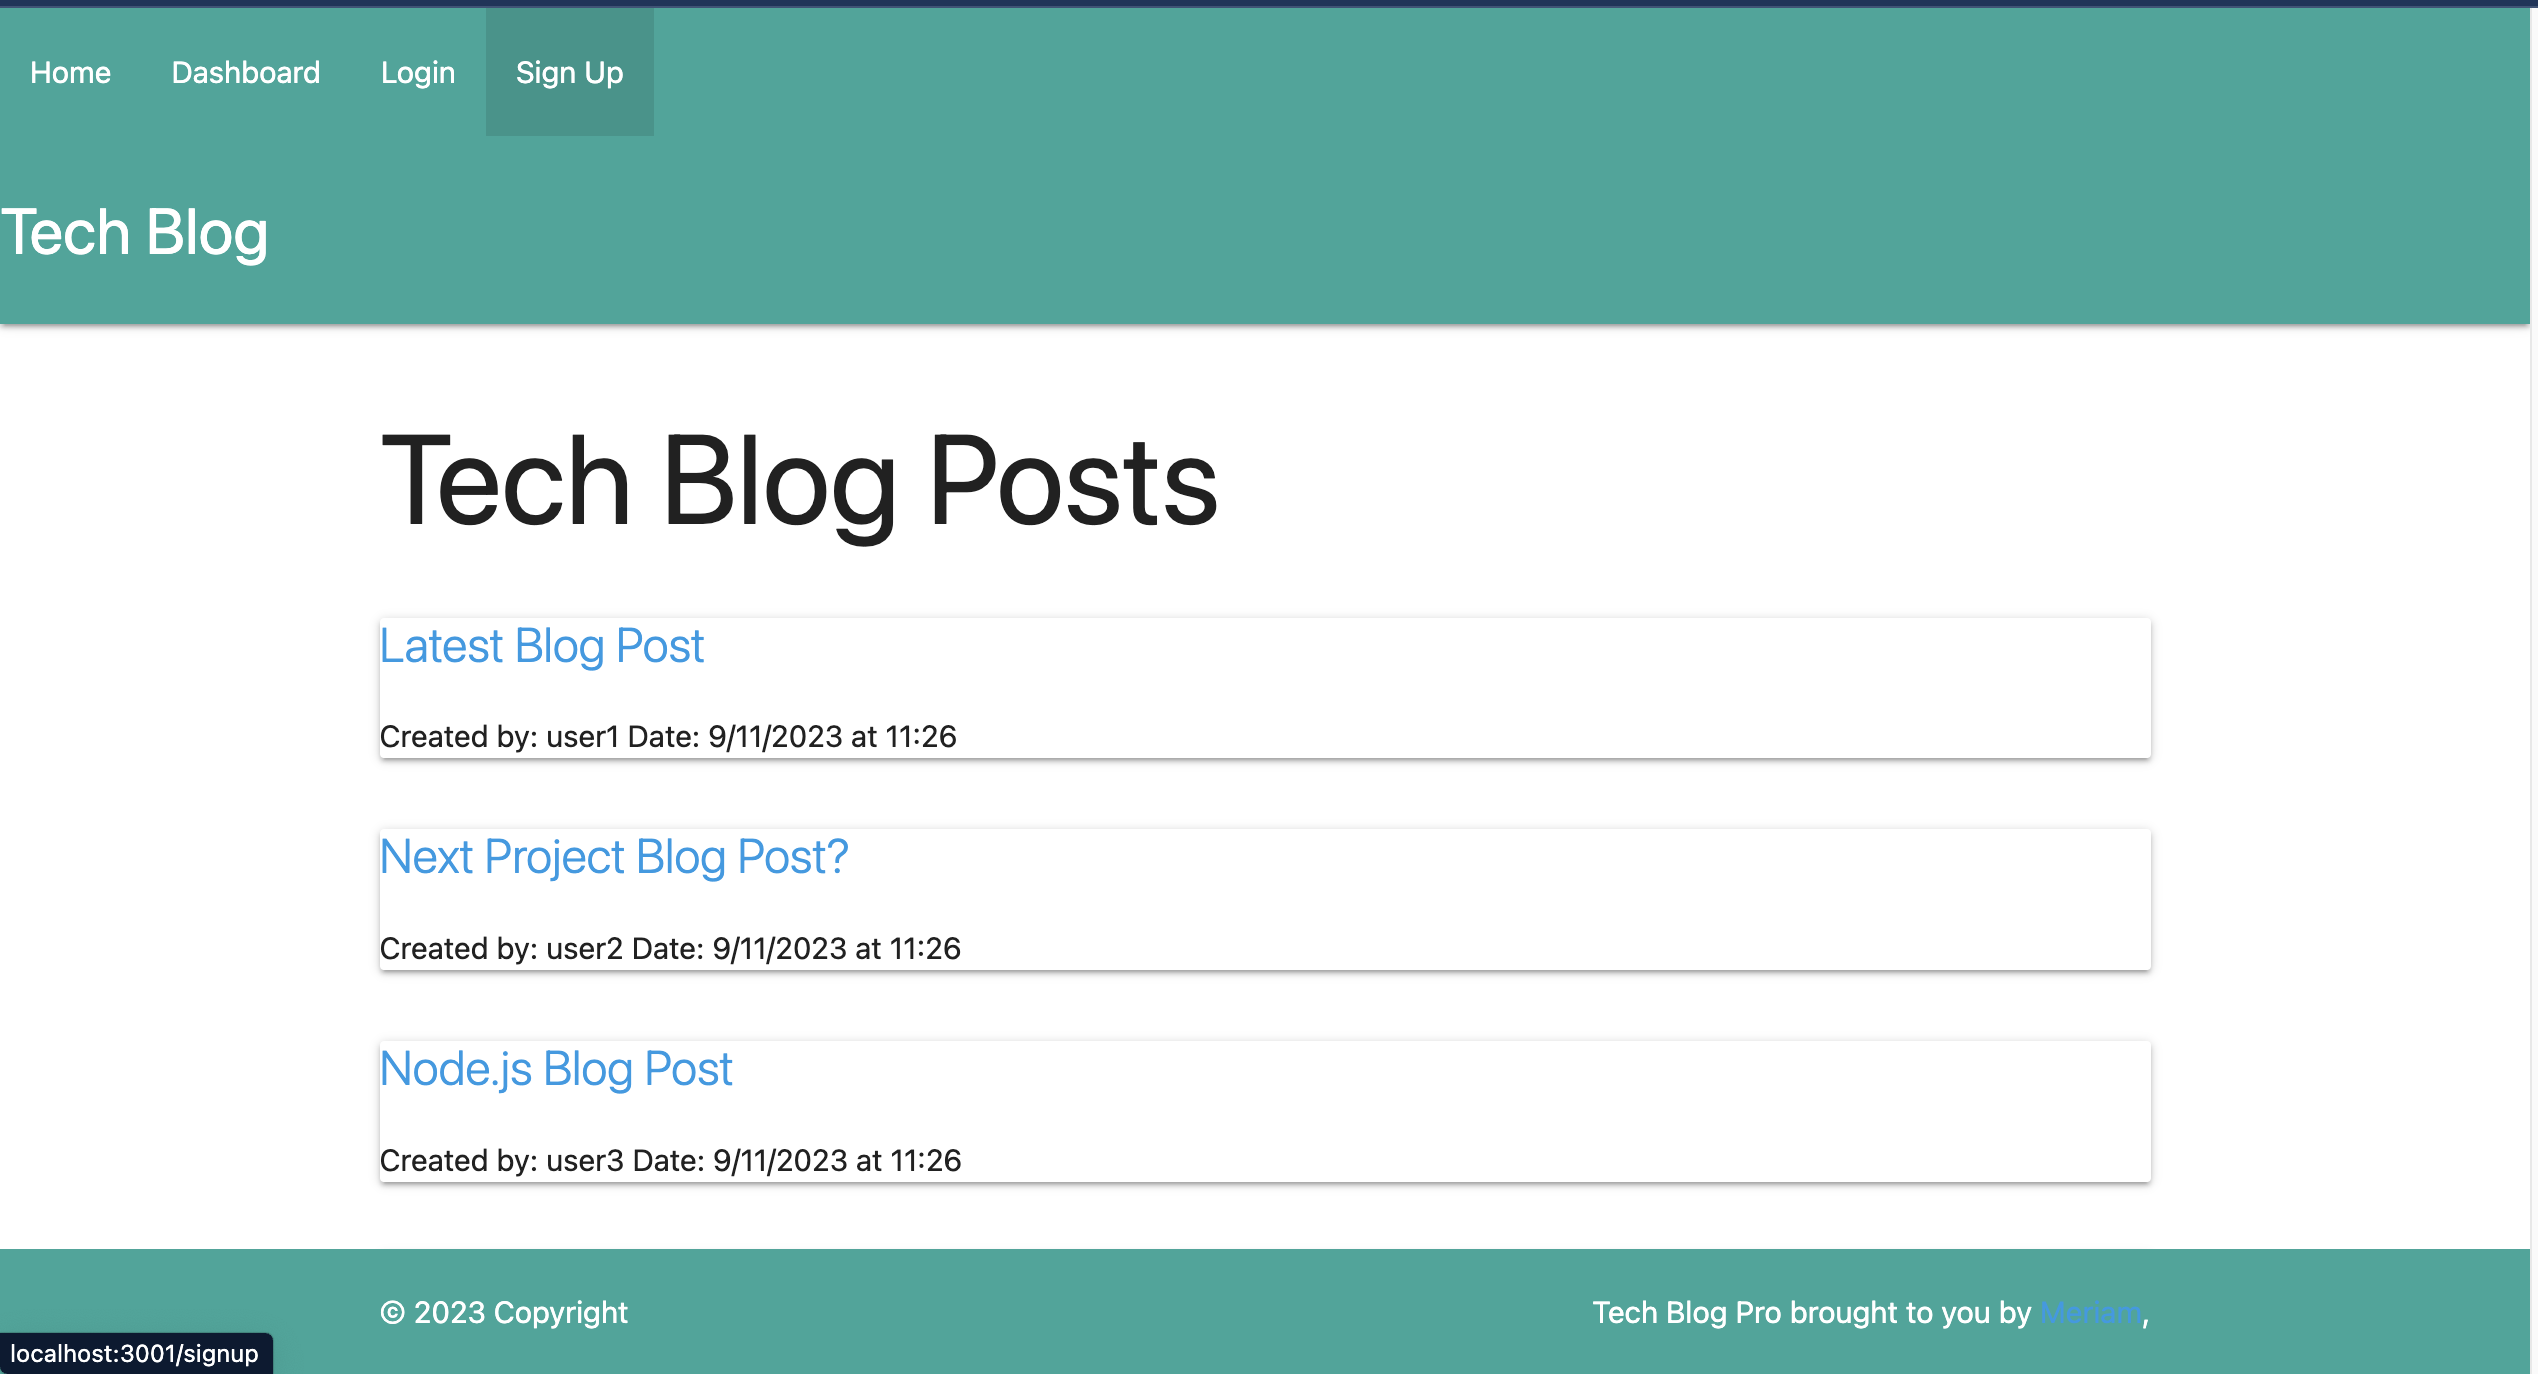 Home Dashboard Login Sign Up
Tech Blog
Tech Blog Posts
Latest Blog Post
Created by: user1 Date: 9/11/2023 at 11:26
Next Project Blog Post?
Created by: user2 Date: 9/11/2023 at 11:26
Node.js Blog Post
Created by: user3 Date: 9/11/2023 at 11:26
© 2023 Copyright
Tech Blog Pro brought to you by Meriam,
localhost:3001/signup